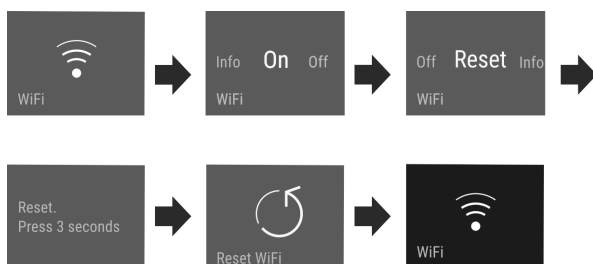 WiFi
Info On Off
WiFi
Off Reset Info
WiFi
Reset.
Press 3 seconds
Reset WiFi
WiFi